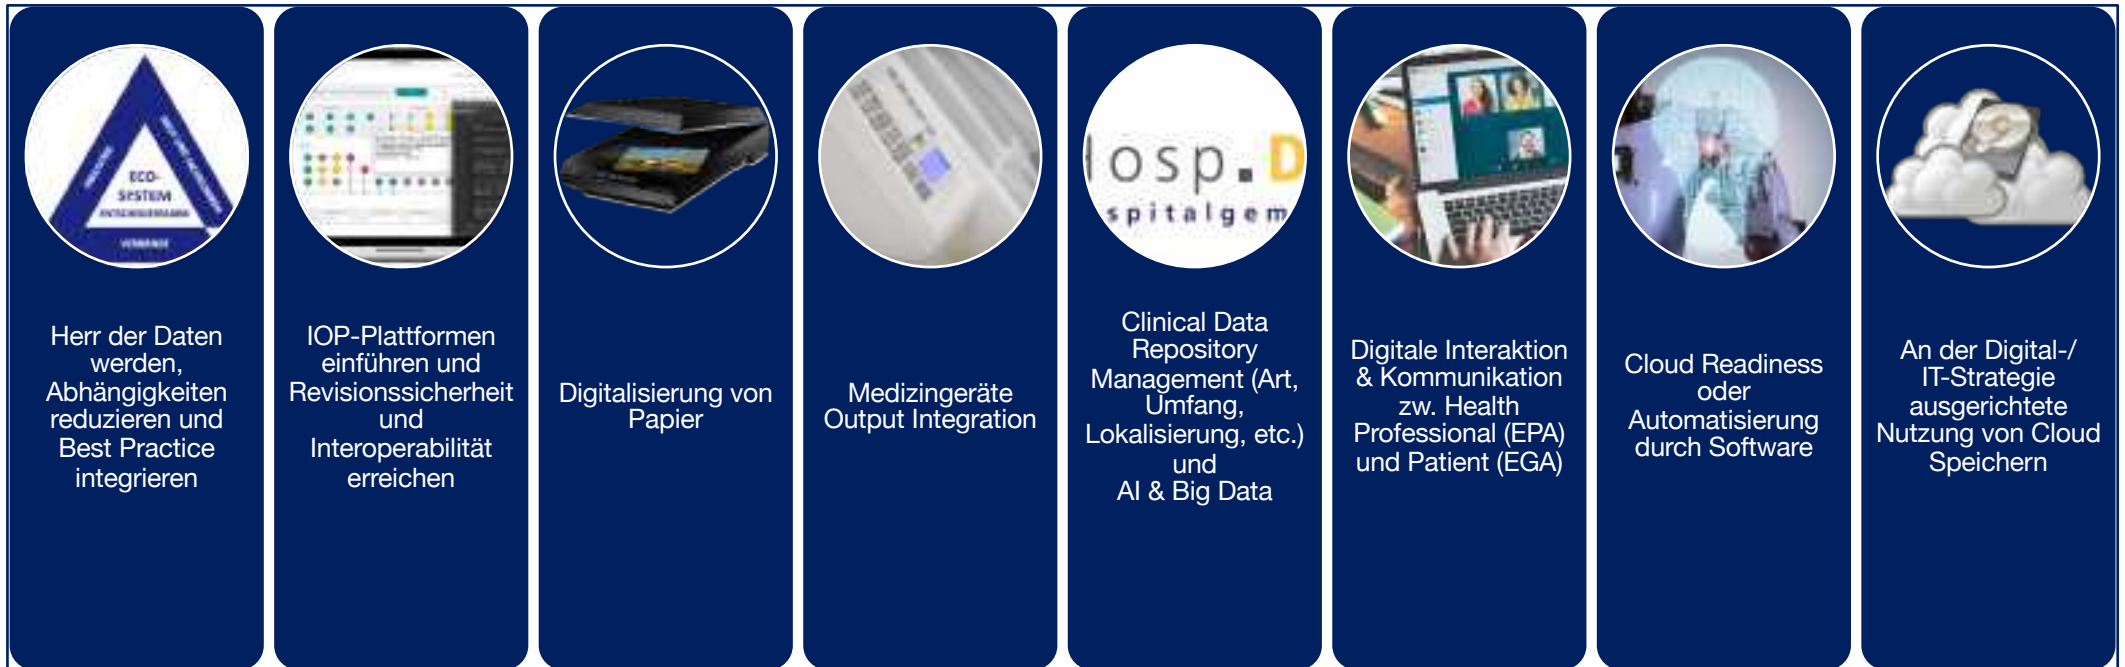 ECO-
SYSTEM
Herr der Daten
werden,
Abhängigkeiten
reduzieren und
Best Practice
integrieren
IOP-Plattformen
einführen und
Revisionssicherheit
und
Interoperabilität
erreichen
Digitalisierung von
Papier
Medizingeräte
Output Integration
osp.D
spitalgem
Clinical Data
Repository
Management (Art,
Umfang,
Lokalisierung, etc.)
und
AI & Big Data
Digitale Interaktion
& Kommunikation
zw. Health
Professional (EPA)
und Patient (EGA)
Cloud Readiness
oder
Automatisierung
durch Software
An der Digital-/
IT-Strategie
ausgerichtete
Nutzung von Cloud
Speichern